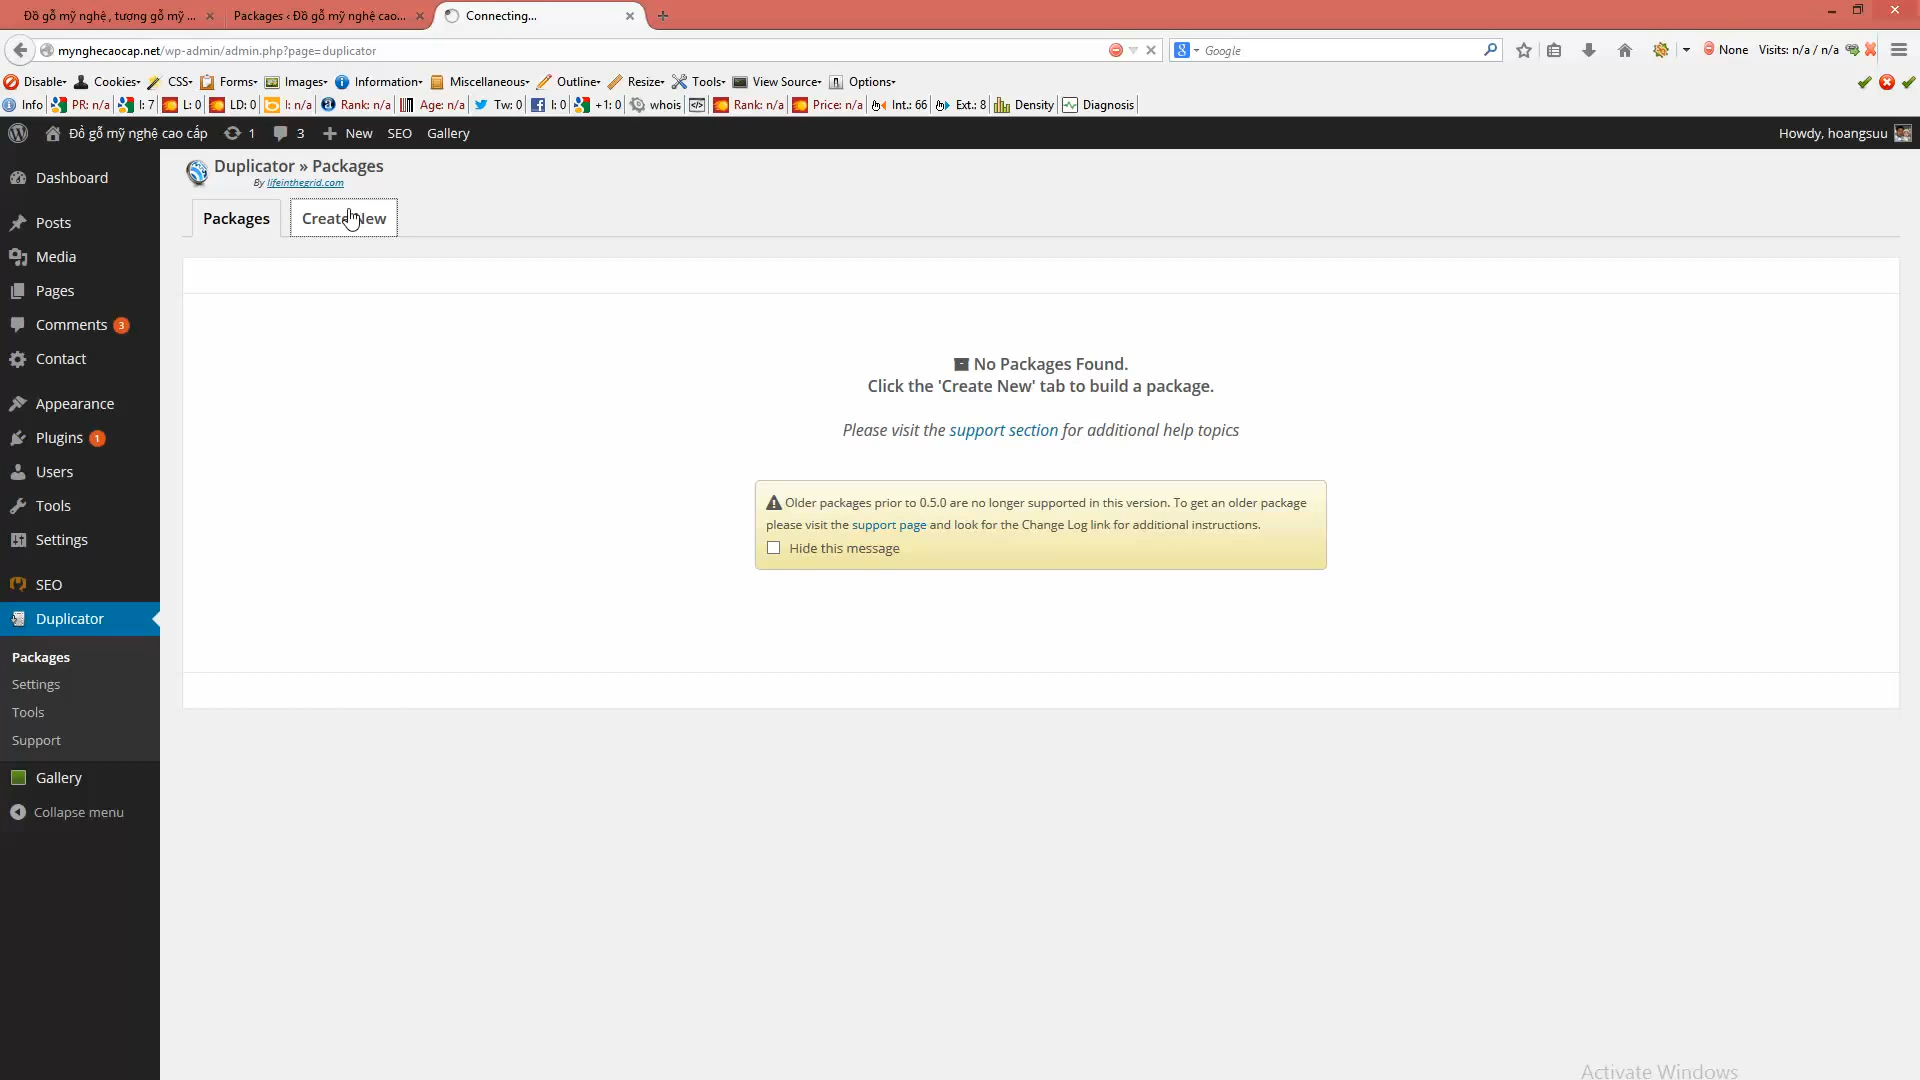 Đồ gỗ mỹ nghệ , tượng gỗ mỹ ...
Packages ‹ Đồ gỗ mỹ nghệ cao...
Connecting...
mynghecaocap.net/wp-admin/admin.php?page=duplicator
Google
None
Visits: n/a / n/a
Disable
Cookies
CSS
Forms
Images
Information
Miscellaneous
Outline
Resize
Tools
View Source
Options
Info
PR: n/a
I: 7
L: 0
LD: 0
I: n/a
Rank: n/a
Age: n/a
Tw: 0
I: 0
+1: 0
whois
Rank: n/a
Price: n/a
Int.: 66
Ext.: 8
Density
Diagnosis
Đồ gỗ mỹ nghệ cao cấp
1
3
New
SEO
Gallery
Howdy, hoangsuu
Dashboard
Posts
Media
Pages
Comments 3
Contact
Appearance
Plugins 1
Users
Tools
Settings
SEO
Duplicator
Packages
Settings
Tools
Support
Gallery
Collapse menu
Duplicator » Packages
By lifeinthegrid.com
Packages
Create New
No Packages Found.
Click the 'Create New' tab to build a package.
Please visit the support section for additional help topics
Older packages prior to 0.5.0 are no longer supported in this version. To get an older package
please visit the support page and look for the Change Log link for additional instructions.
Hide this message
Activate Windows